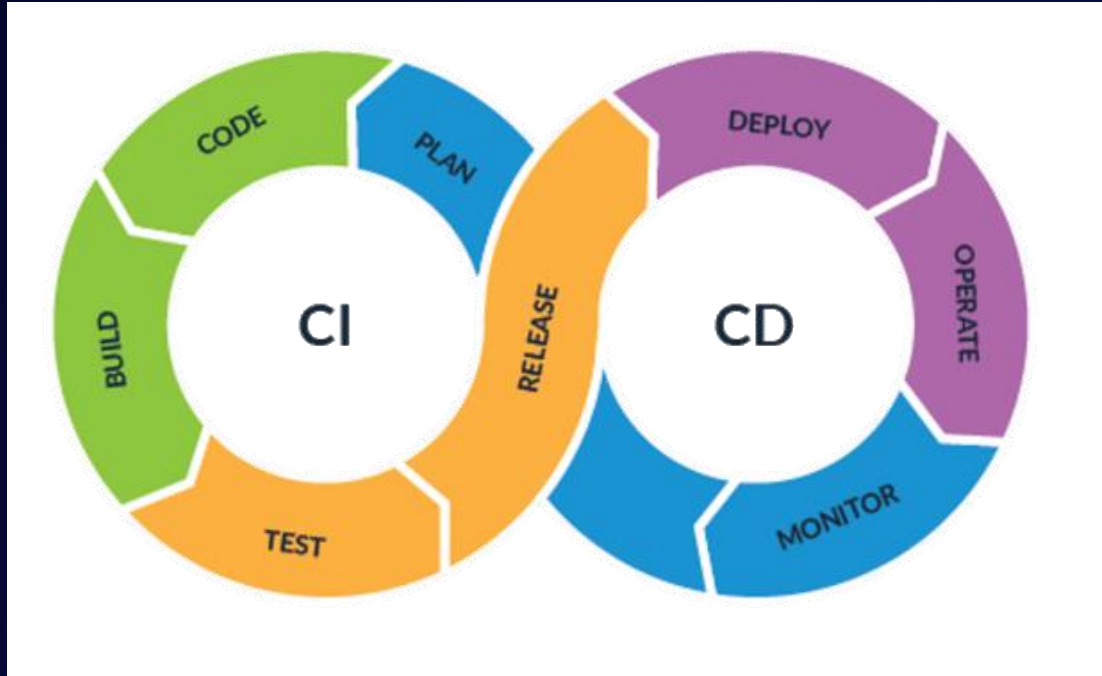 CODE
PLAN
DEPLOY
OPERATE
RELEASE
BUILD
CI
CD
MONITOR
TEST